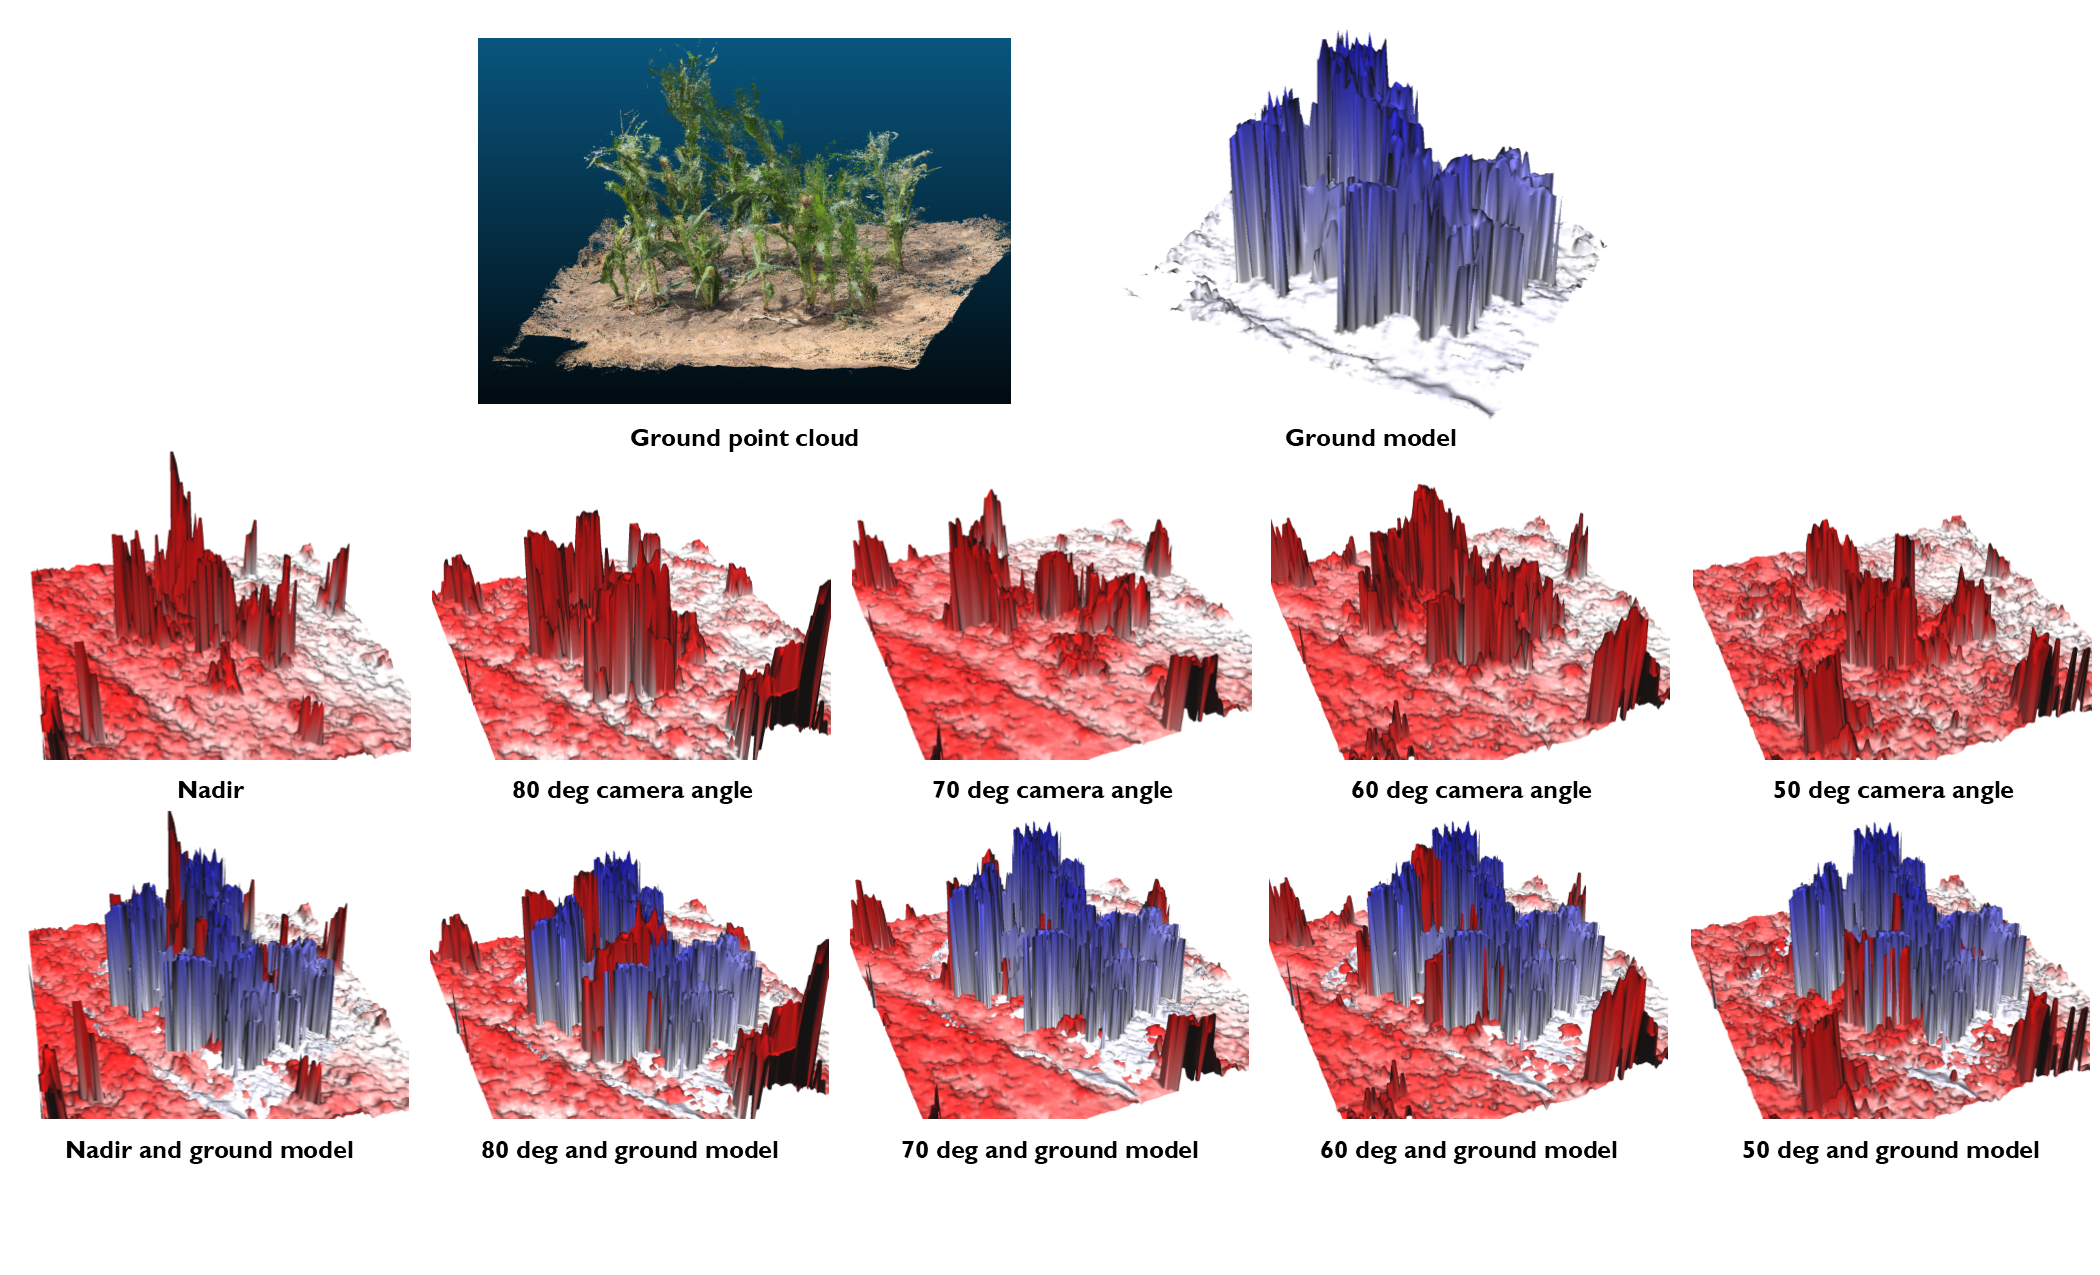 Ground point cloud
Ground model
Nadir
80 deg camera angle
70 deg camera angle
60 deg camera angle
50 deg camera angle
Nadir and ground model
80 deg and ground model
70 deg and ground model
60 deg and ground model
50 deg and ground model